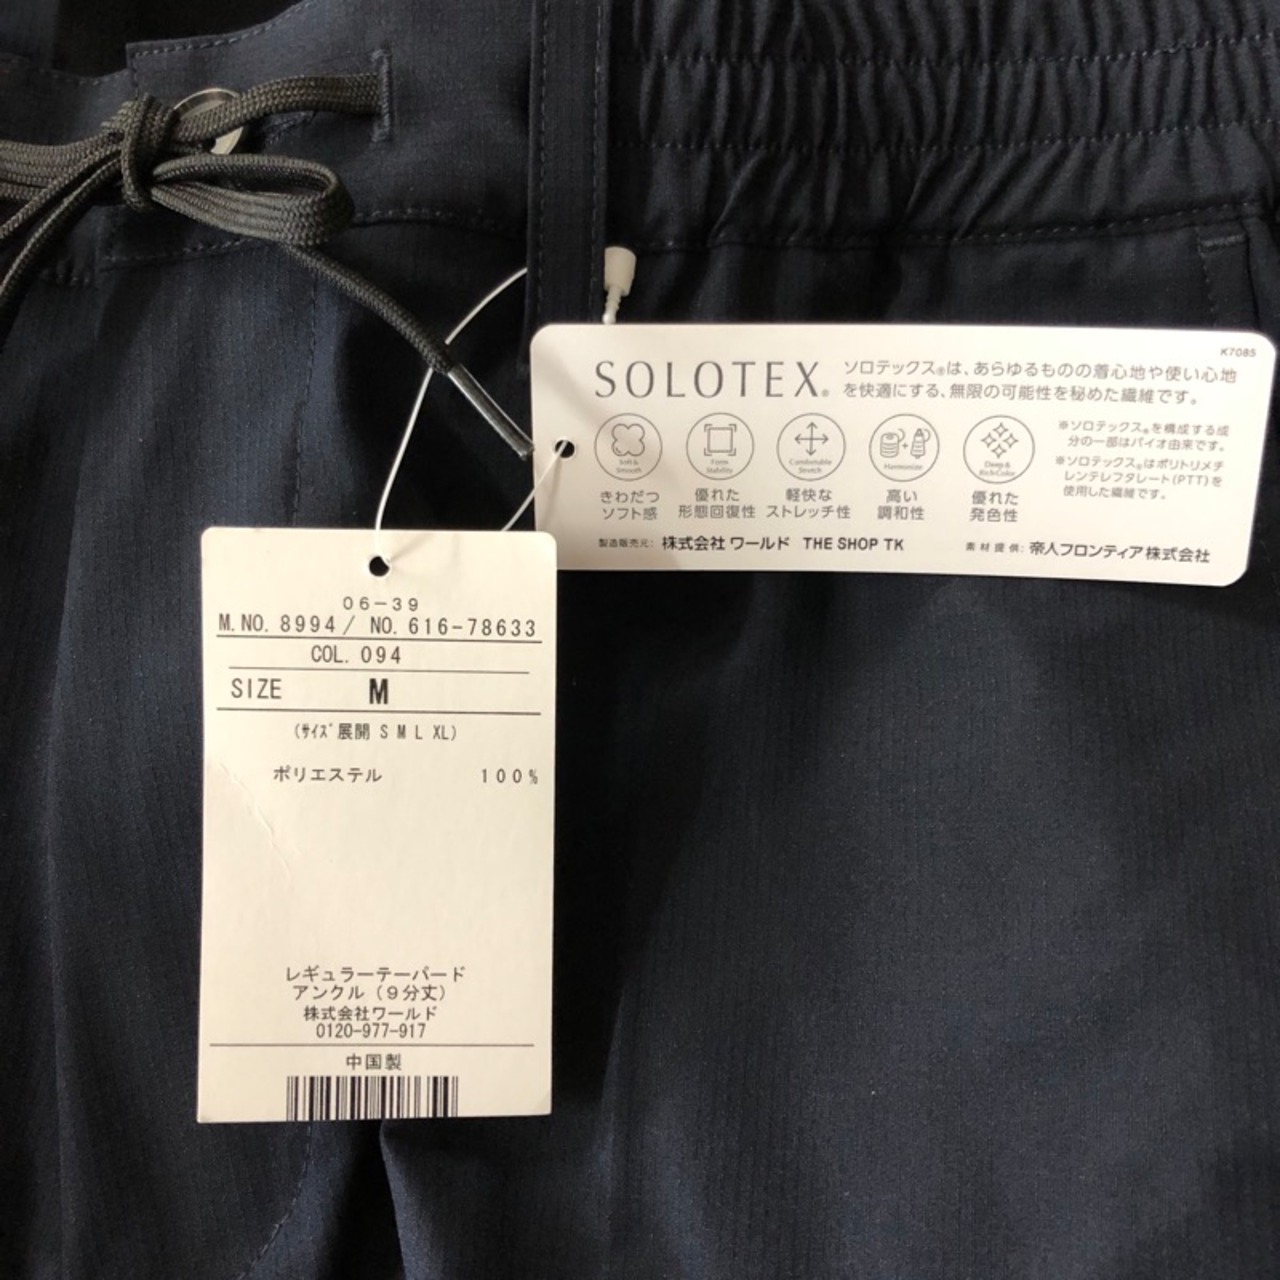 K7085
SOLOTEX®
ソロテックス®は、あらゆるものの着心地や使い心地
を快適にする、無限の可能性を秘めた繊維です。
Soft & Smooth
Form Stability
Comfortable Stretch
Harmonize
Deep & Rich Color
きわだつ
ソフト感
優れた
形態回復性
軽快な
ストレッチ性
高い
調和性
優れた
発色性
※ソロテックス®を構成する成
分の一部はバイオ由来です。
※ソロテックス®はポリトリメチ
レンテレフタレート(PTT)を
使用した繊維です。
製造販売元: 株式会社 ワールド THE SHOP TK
素材提供: 帝人フロンティア株式会社
06-39
M.NO. 8994/ NO. 616-78633
COL. 094
SIZE M
(ｻｲｽﾞ展開 S M L XL)
ポリエステル 100%
レギュラーテーパード
アンクル(9分丈)
株式会社ワールド
0120-977-917
中国製